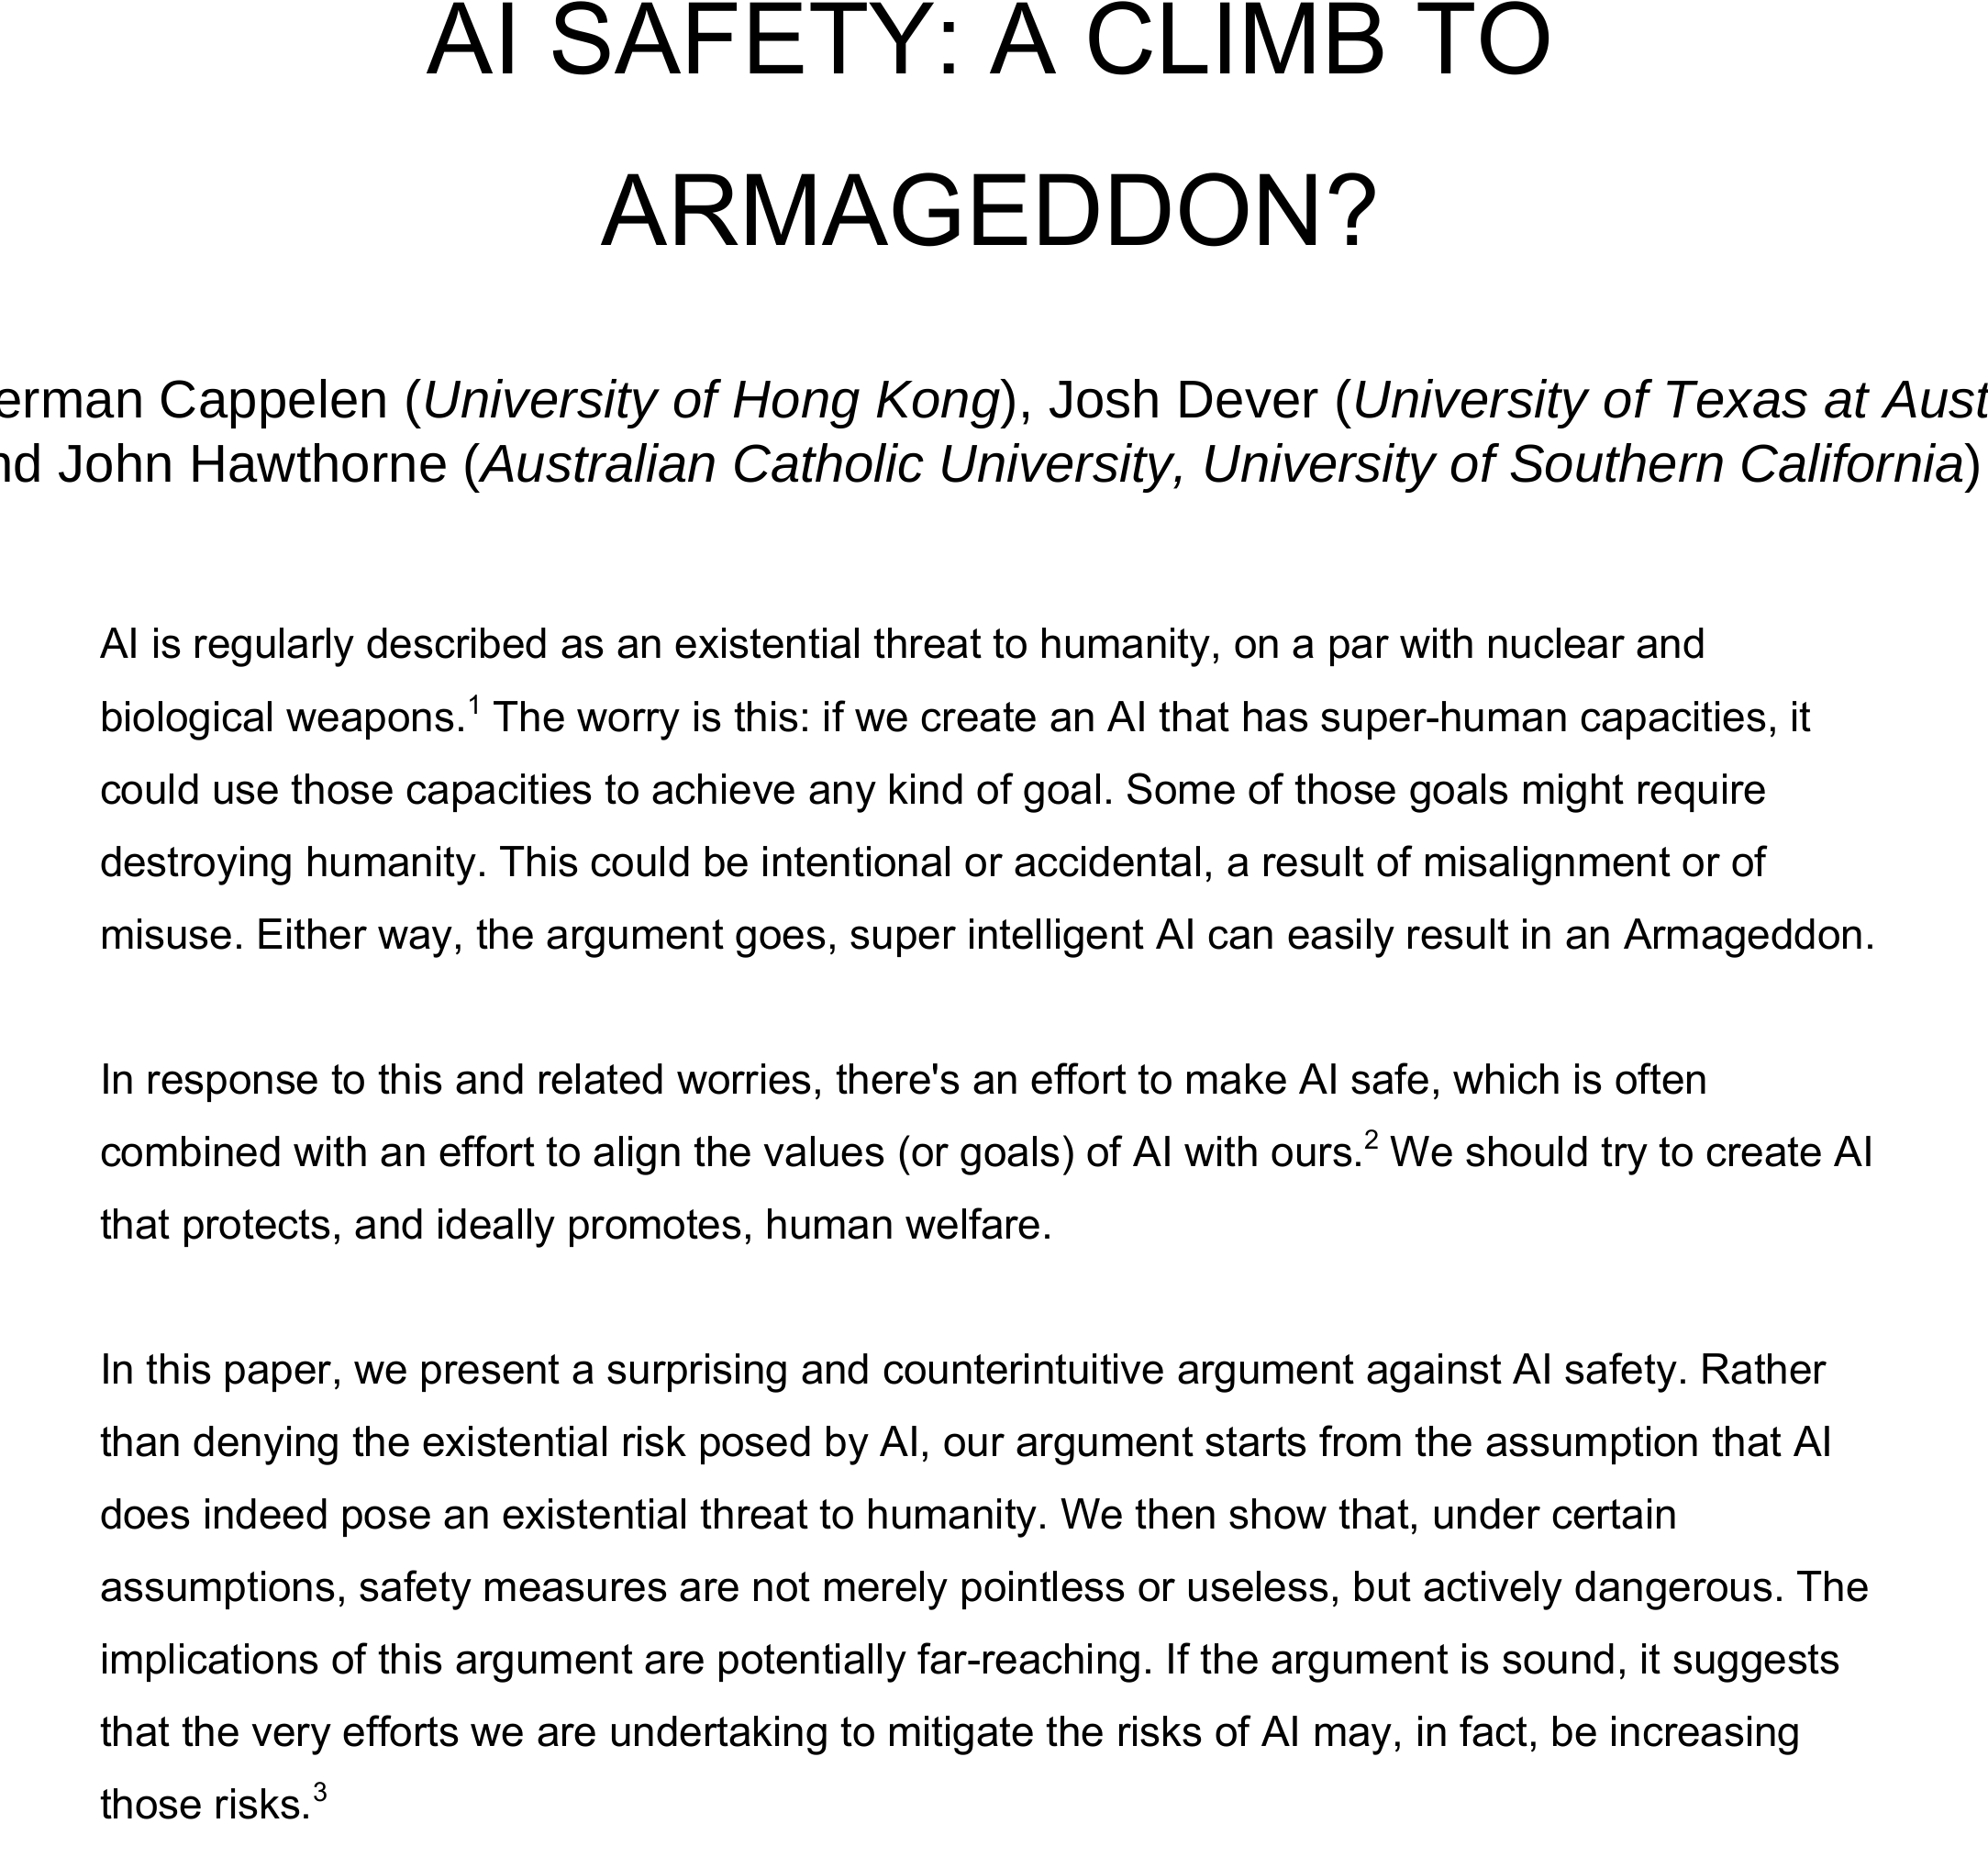 AI SAFETY: A CLIMB TO
ARMAGEDDON?
erman Cappelen (University of Hong Kong), Josh Dever (University of Texas at Aust
nd John Hawthorne (Australian Catholic University, University of Southern California)
AI is regularly described as an existential threat to humanity, on a par with nuclear and
biological weapons.1 The worry is this: if we create an AI that has super-human capacities, it
could use those capacities to achieve any kind of goal. Some of those goals might require
destroying humanity. This could be intentional or accidental, a result of misalignment or of
misuse. Either way, the argument goes, super intelligent AI can easily result in an Armageddon.
In response to this and related worries, there's an effort to make AI safe, which is often
combined with an effort to align the values (or goals) of AI with ours.2 We should try to create AI
that protects, and ideally promotes, human welfare.
In this paper, we present a surprising and counterintuitive argument against AI safety. Rather
than denying the existential risk posed by AI, our argument starts from the assumption that AI
does indeed pose an existential threat to humanity. We then show that, under certain
assumptions, safety measures are not merely pointless or useless, but actively dangerous. The
implications of this argument are potentially far-reaching. If the argument is sound, it suggests
that the very efforts we are undertaking to mitigate the risks of AI may, in fact, be increasing
those risks.3